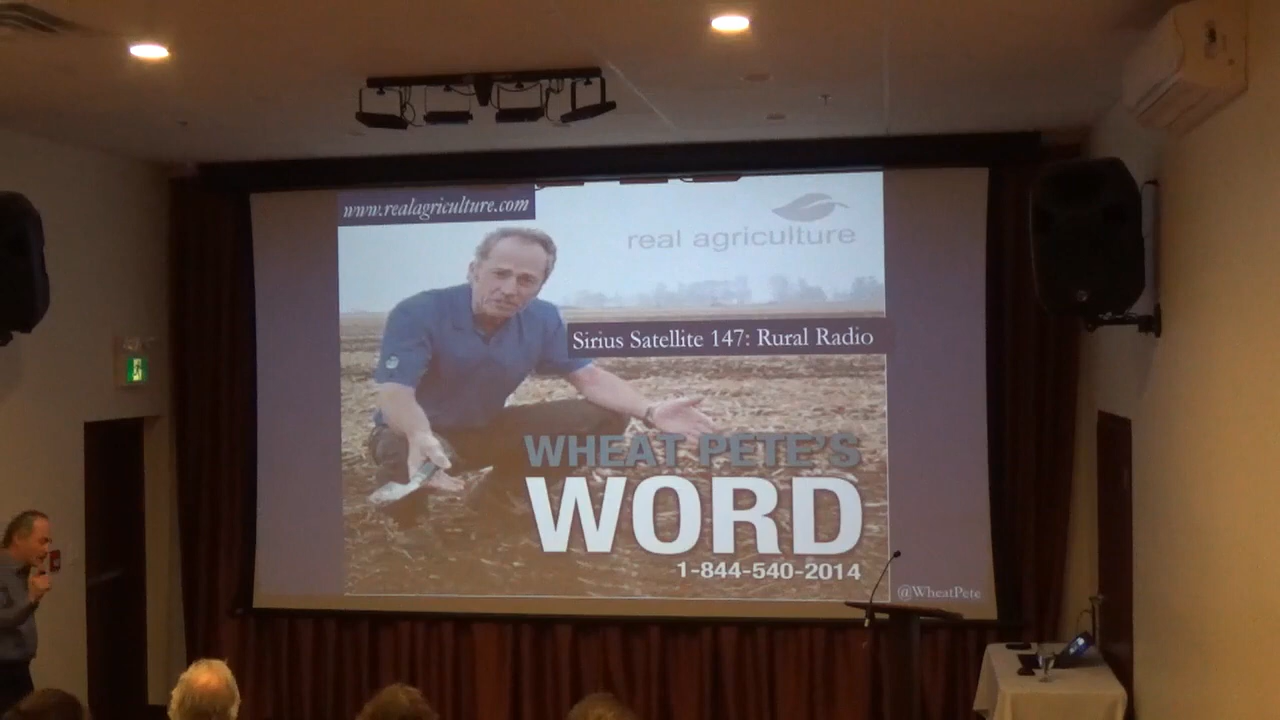 www.realagriculture.com
real agriculture
Sirius Satellite 147: Rural Radio
WHEAT PETE'S
WORD
1-844-540-2014
@WheatPete